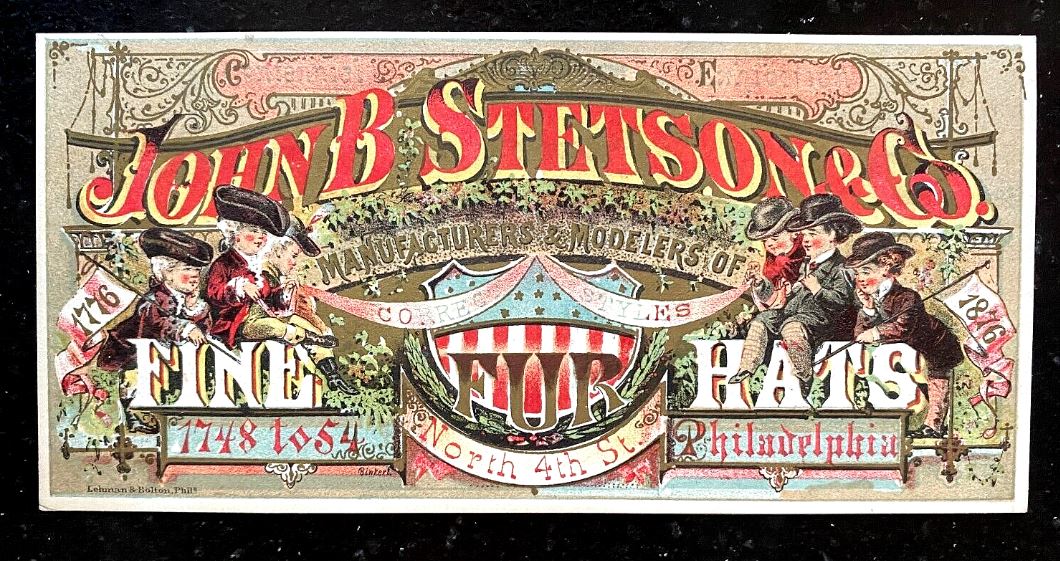 JOHN B STETSON & Co.
MANUFACTURERS & MODELERS OF
CORRECT STYLES
1776
1876
FINE FUR HATS
1748 to 54
North 4th St.
Philadelphia
Lehman & Bolton, Phila